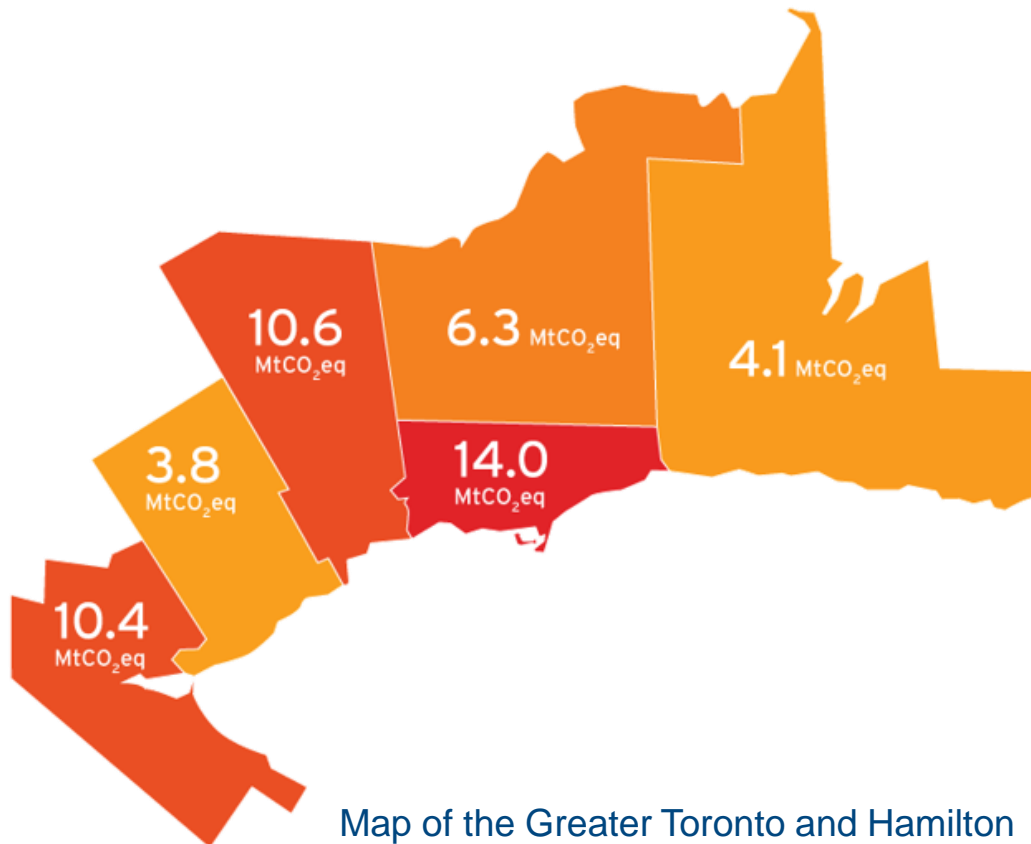 10.6
MtCO₂eq
6.3 MtCO₂eq
4.1 MtCO₂eq
3.8
MtCO₂eq
14.0
MtCO₂eq
10.4
MtCO₂eq
Map of the Greater Toronto and Hamilton